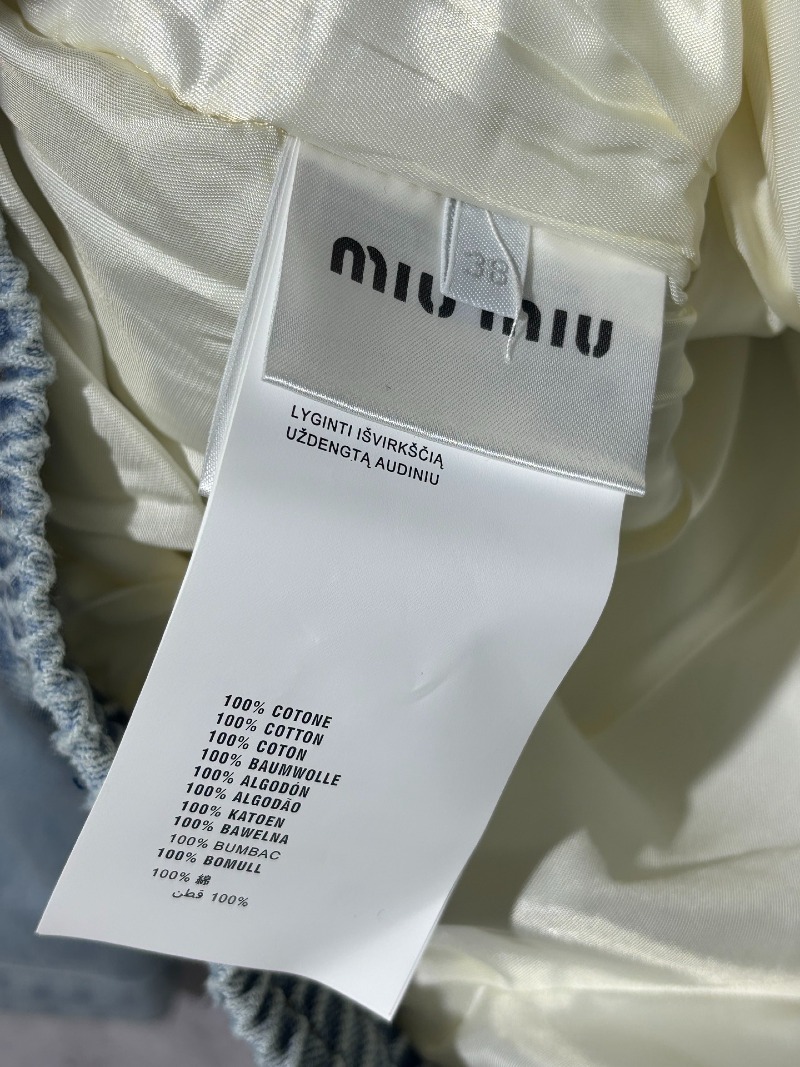 38
miu miu
LYGINTI IŠVIRKŠČIĄ
UŽDENGTĄ AUDINIU
100% COTONE
100% COTTON
100% COTON
100% BAUMWOLLE
100% ALGODÓN
100% ALGODÃO
100% KATOEN
100% BAWELNA
100% BUMBAC
100% BOMULL
100% 綿
100% قطن